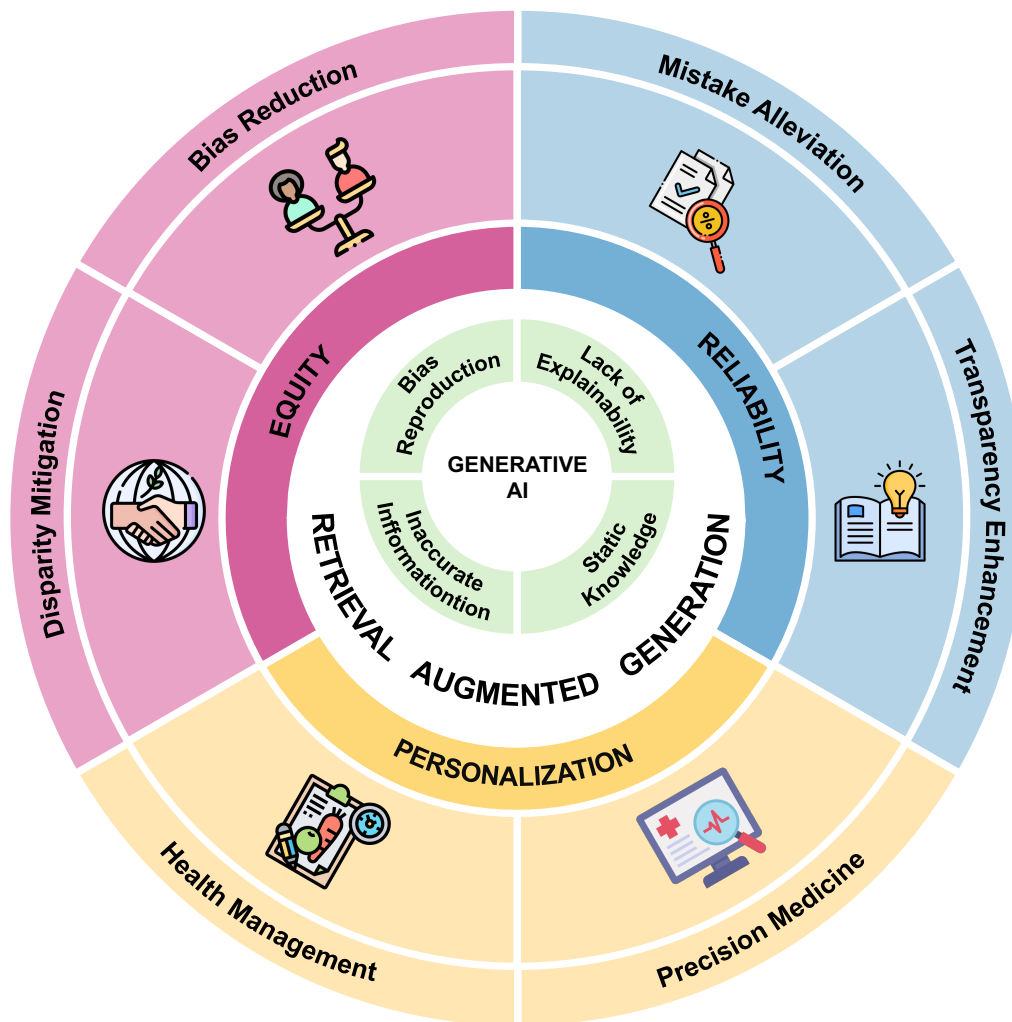 Bias Reduction
Mistake Alleviation
Disparity Mitigation
Transparency Enhancement
Health Management
Precision Medicine
EQUITY
RELIABILITY
PERSONALIZATION
RETRIEVAL AUGMENTED GENERATION
Bias
Reproduction
Lack of
Explainability
Inaccurate
Infformationtion
Static
Knowledge
GENERATIVE
AI
%